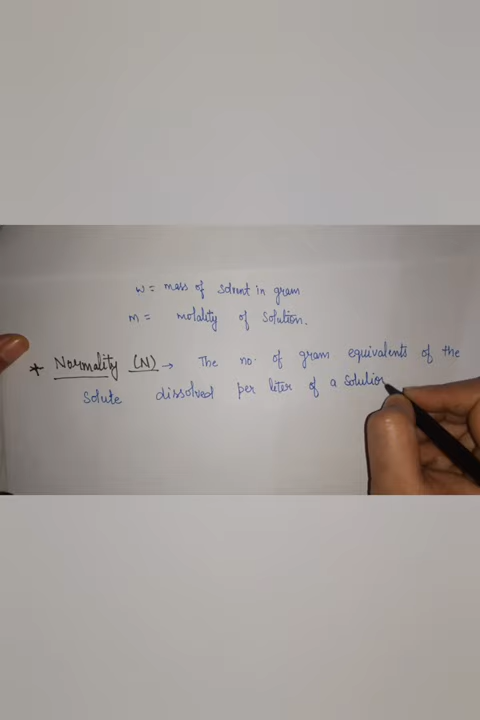 w = mass of solvent in gram
m = molality of solution.
* Normality (N) → The no. of gram equivalents of the
solute dissolved per liter of a solution